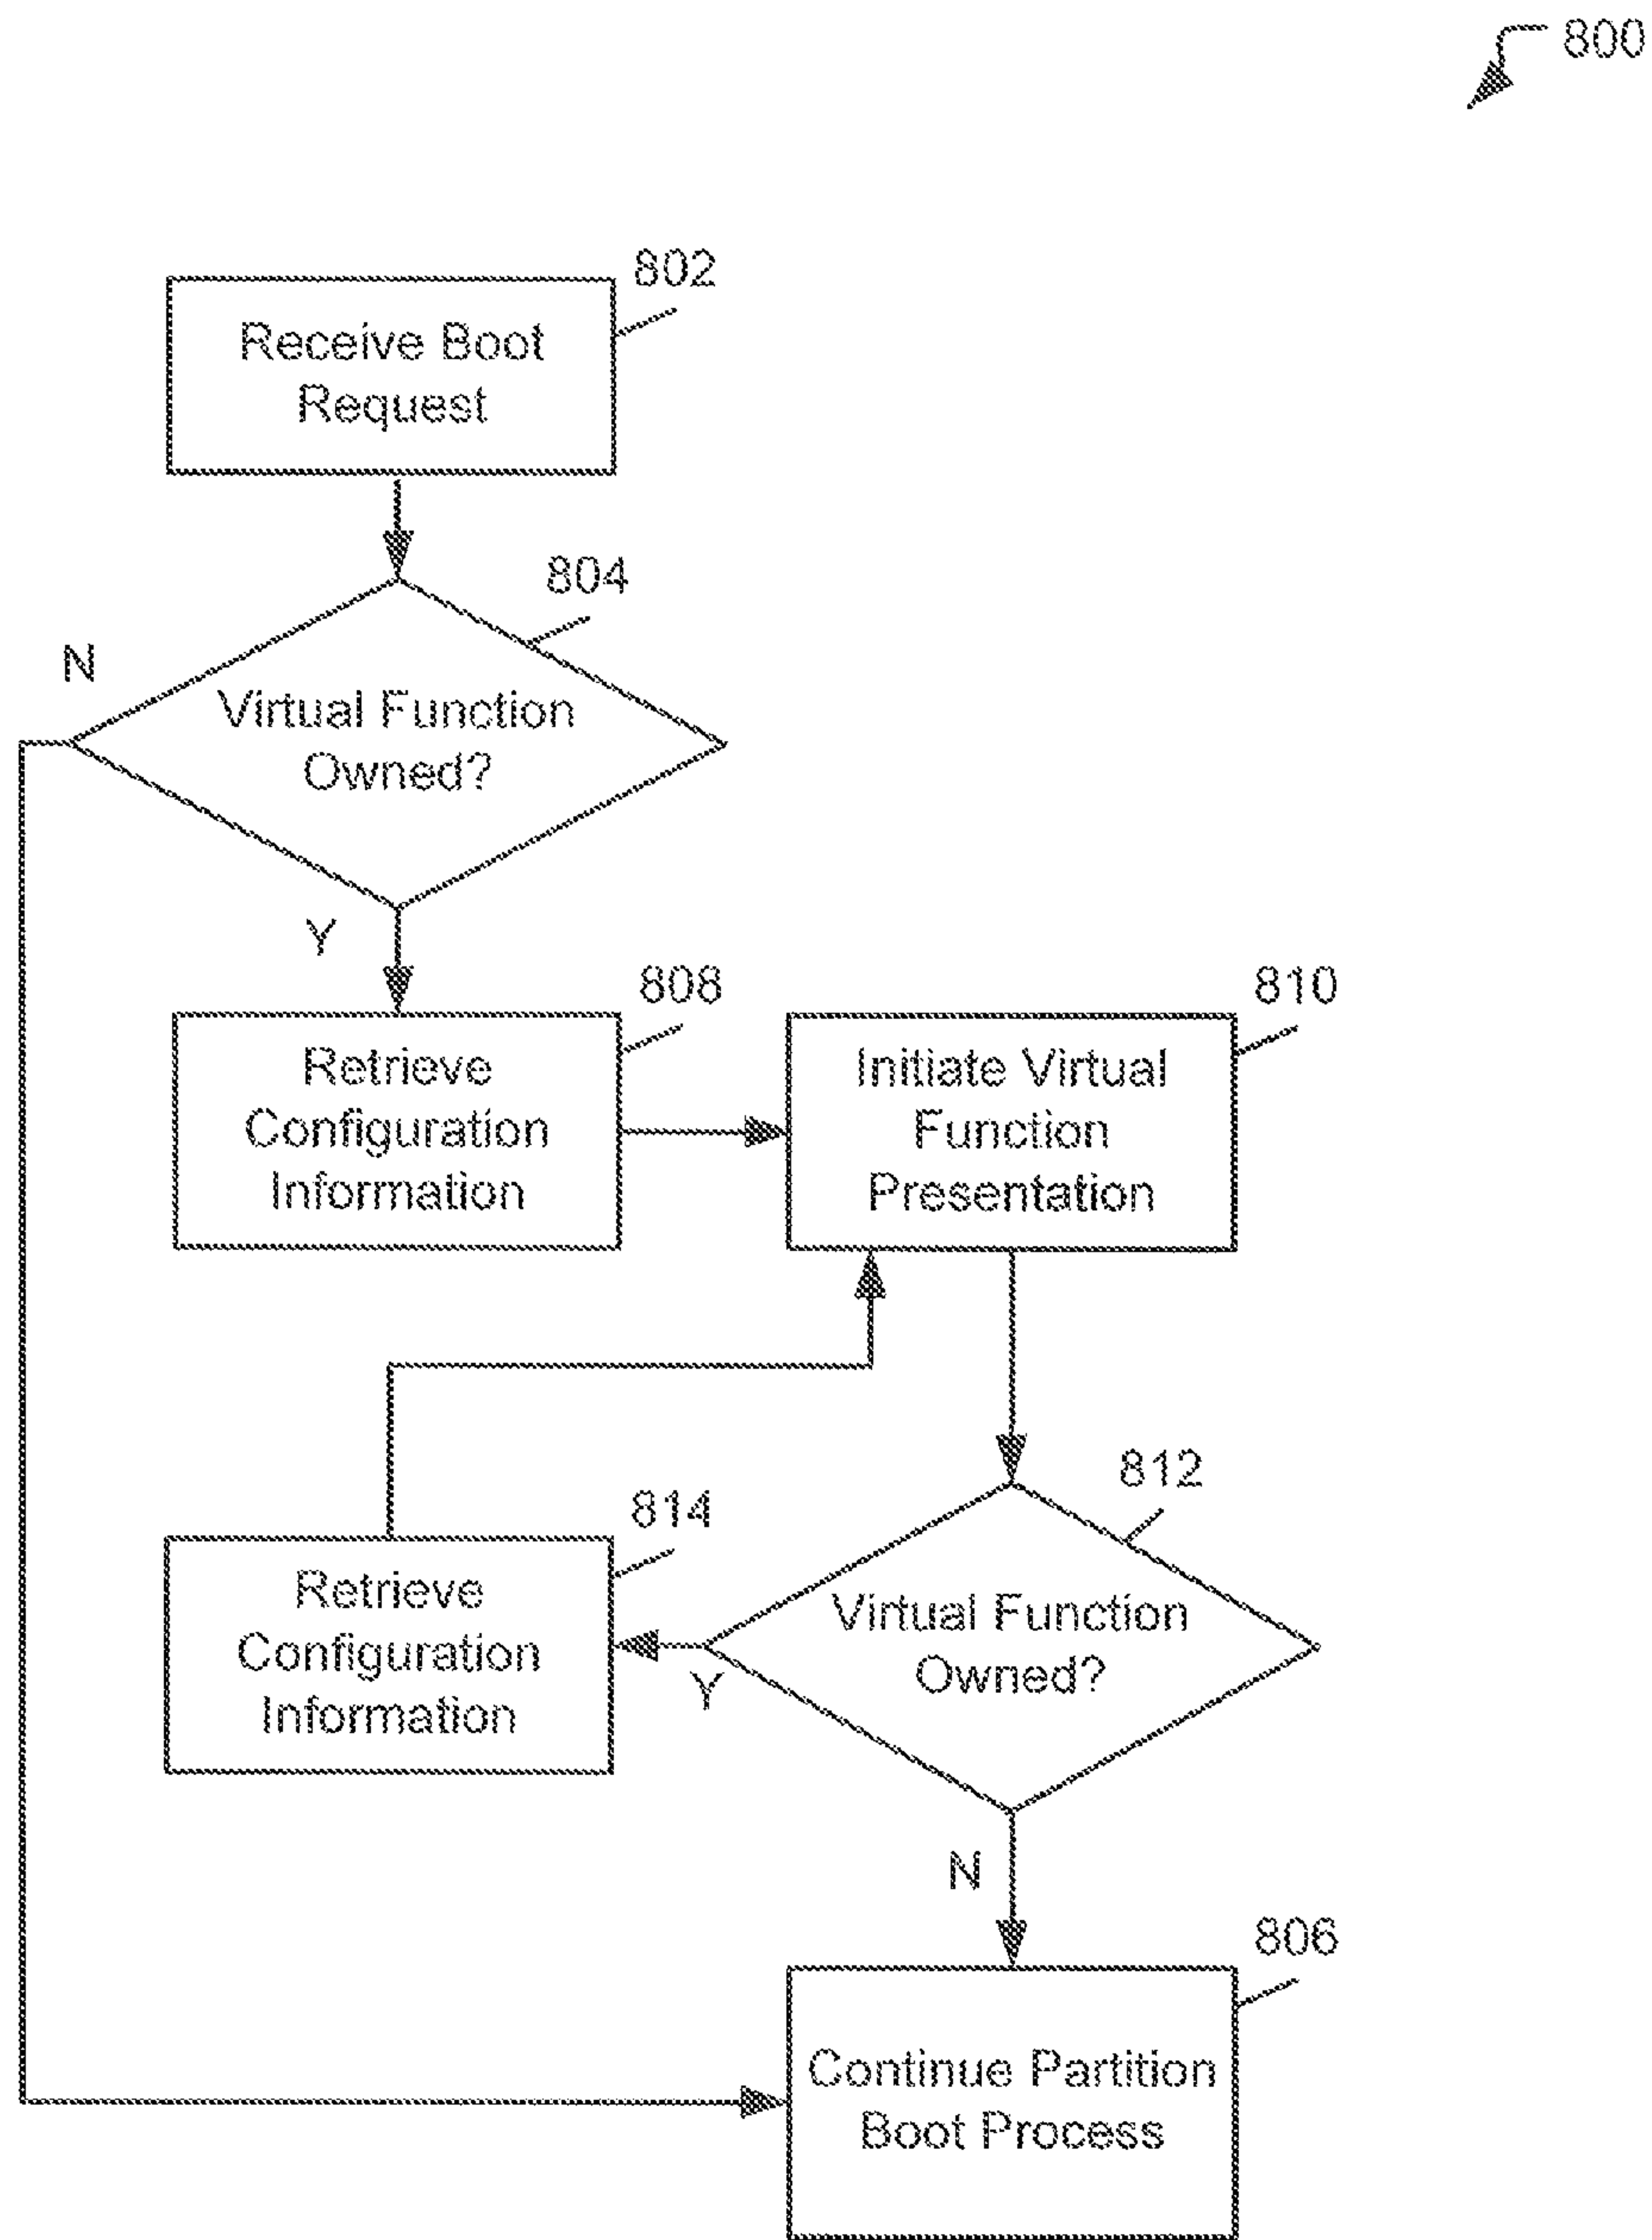 800
802
Receive Boot
Request
804
N
Virtual Function
Owned?
Y
808
Retrieve
Configuration
Information
810
Initiate Virtual
Function
Presentation
812
Virtual Function
Owned?
Y
814
Retrieve
Configuration
Information
N
806
Continue Partition
Boot Process